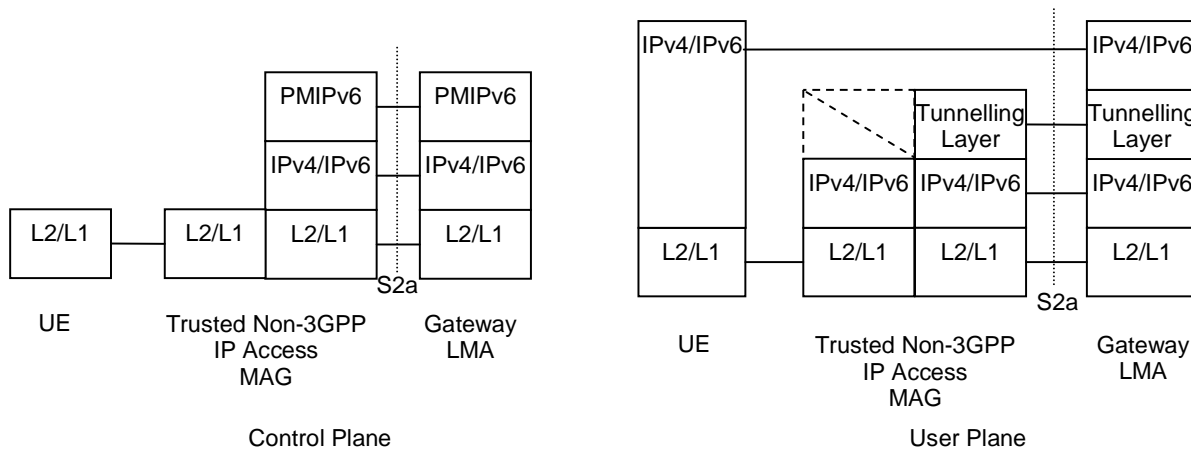 PMIPv6
PMIPv6
IPv4/IPv6
IPv4/IPv6
L2/L1
L2/L1
L2/L1
L2/L1
S2a
UE
Trusted Non-3GPP
IP Access
MAG
Gateway
LMA
Control Plane
IPv4/IPv6
IPv4/IPv6
Tunnelling
Layer
Tunnelling
Layer
IPv4/IPv6
IPv4/IPv6
IPv4/IPv6
L2/L1
L2/L1
L2/L1
L2/L1
S2a
UE
Trusted Non-3GPP
IP Access
MAG
Gateway
LMA
User Plane